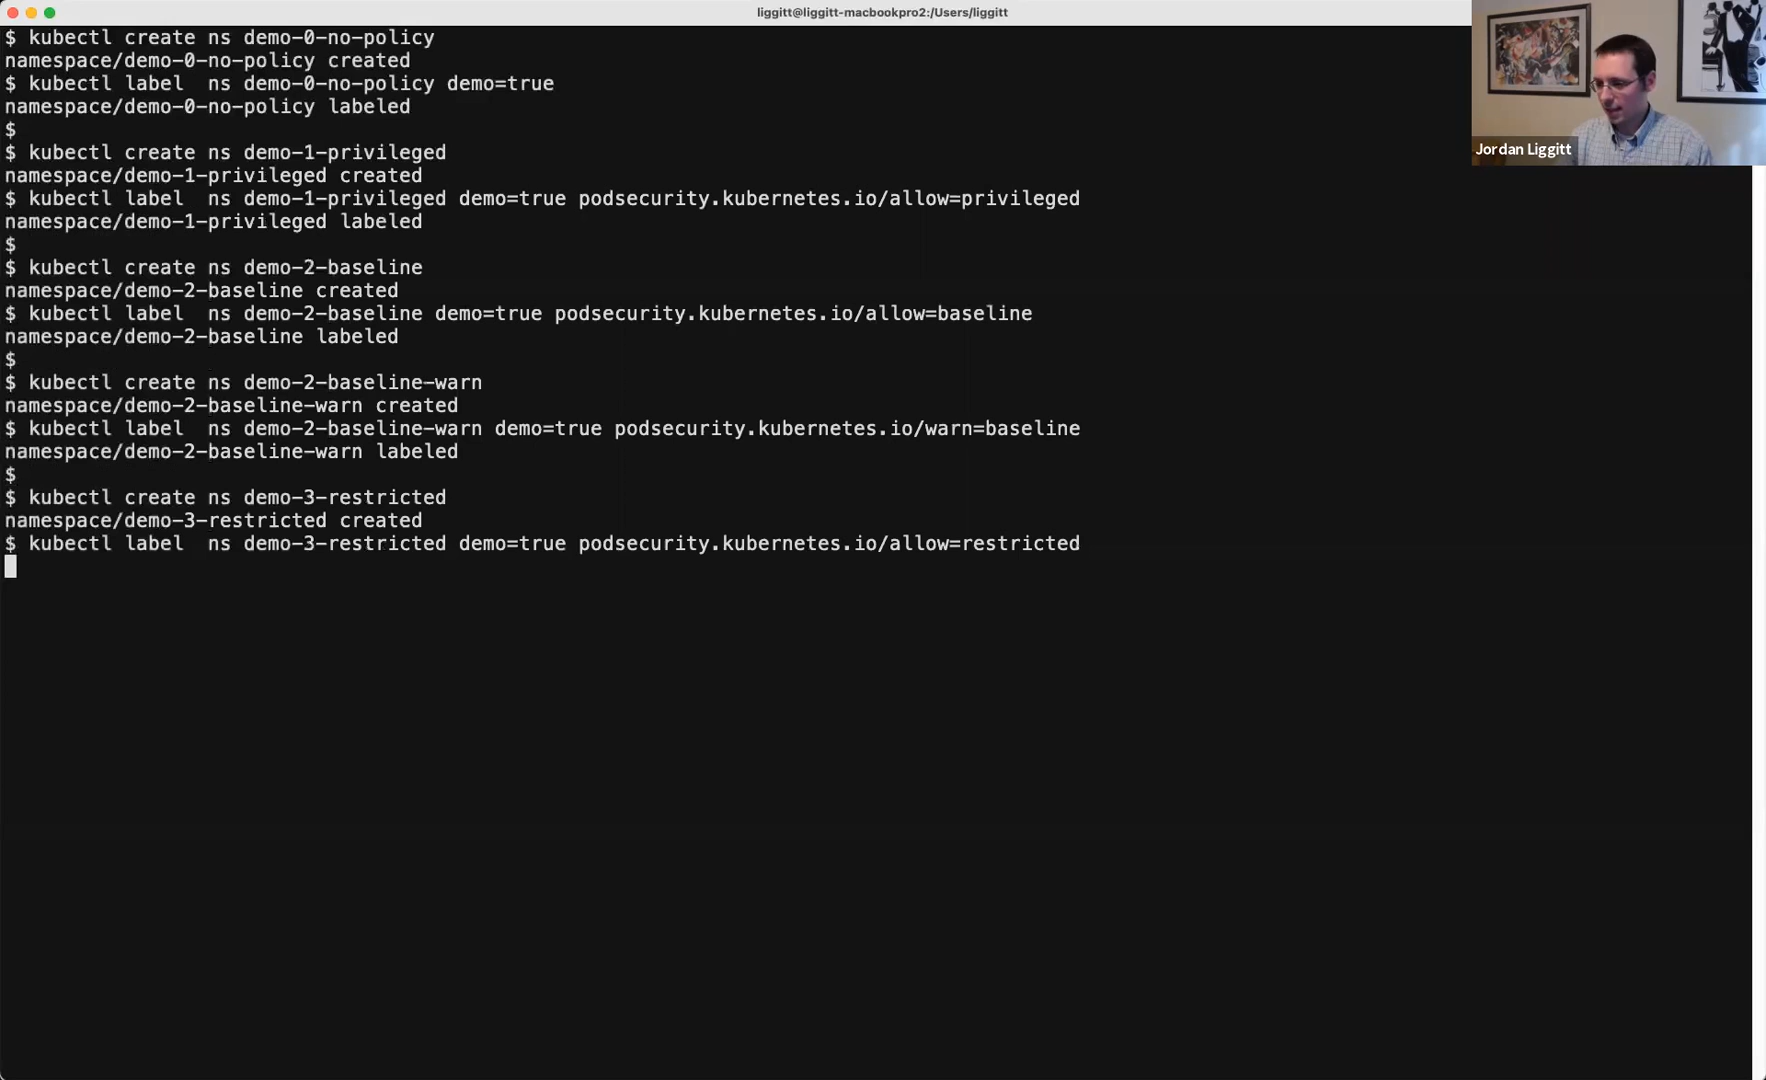 liggitt@liggitt-macbookpro2:/Users/liggitt
$ kubectl create ns demo-0-no-policy
namespace/demo-0-no-policy created
$ kubectl label  ns demo-0-no-policy demo=true
namespace/demo-0-no-policy labeled
$
$ kubectl create ns demo-1-privileged
namespace/demo-1-privileged created
$ kubectl label  ns demo-1-privileged demo=true podsecurity.kubernetes.io/allow=privileged
namespace/demo-1-privileged labeled
$
$ kubectl create ns demo-2-baseline
namespace/demo-2-baseline created
$ kubectl label  ns demo-2-baseline demo=true podsecurity.kubernetes.io/allow=baseline
namespace/demo-2-baseline labeled
$
$ kubectl create ns demo-2-baseline-warn
namespace/demo-2-baseline-warn created
$ kubectl label  ns demo-2-baseline-warn demo=true podsecurity.kubernetes.io/warn=baseline
namespace/demo-2-baseline-warn labeled
$
$ kubectl create ns demo-3-restricted
namespace/demo-3-restricted created
$ kubectl label  ns demo-3-restricted demo=true podsecurity.kubernetes.io/allow=restricted
Jordan Liggitt